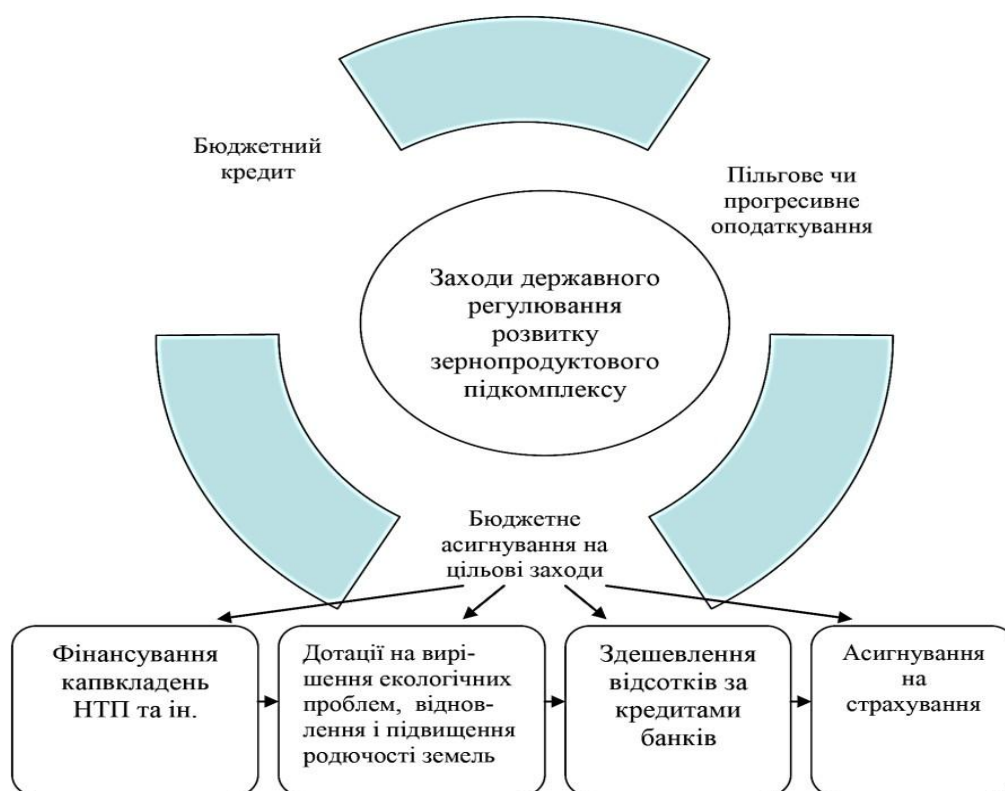 Бюджетний
кредит
Пільгове чи
прогресивне
оподаткування
Заходи державного
регулювання
розвитку
зернопродуктового
підкомплексу
Бюджетне
асигнування на
цільові заходи
Фінансування
капвкладень
НТП та ін.
Дотації на вирі-
шення екологічних
проблем, віднов-
лення і підвищення
родючості земель
Здешевлення
відсотків за
кредитами
банків
Асигнування
на
страхування